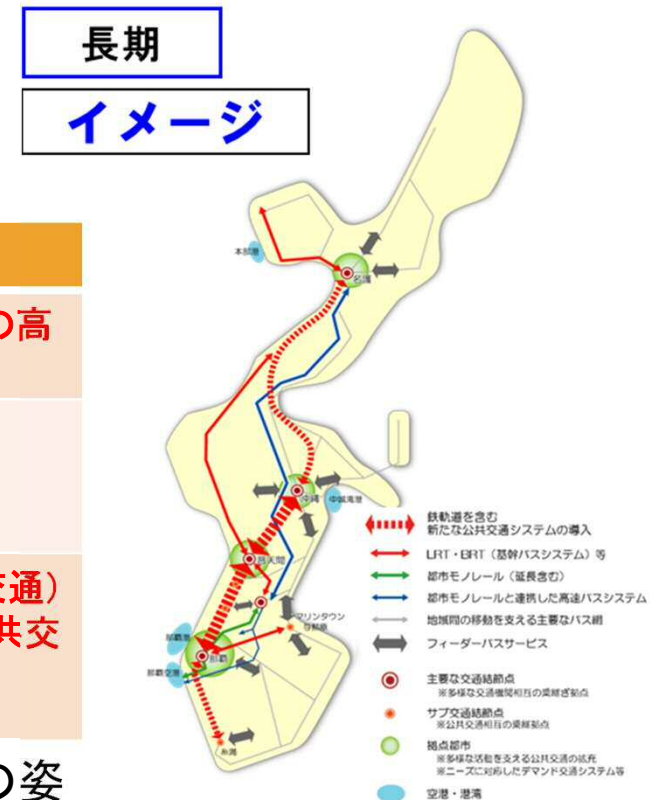 長期
イメージ
の高
交通）
共交
の姿
本部港
名護
沖縄
中城湾港
普天間
マリンタウン
与那原
那覇港
那覇
那覇空港
糸満
鉄軌道を含む
新たな公共交通システムの導入
LRT・BRT（基幹バスシステム）等
都市モノレール（延長含む）
都市モノレールと連携した高速バスシステム
地域間の移動を支える主要なバス網
フィーダーバスサービス
主要な交通結節点
※多様な交通機関相互の乗継ぎ拠点
サブ交通結節点
※公共交通相互の乗継拠点
拠点都市
※多様な活動を支える公共交通の拡充
※ニーズに対応したデマンド交通システム等
空港・港湾